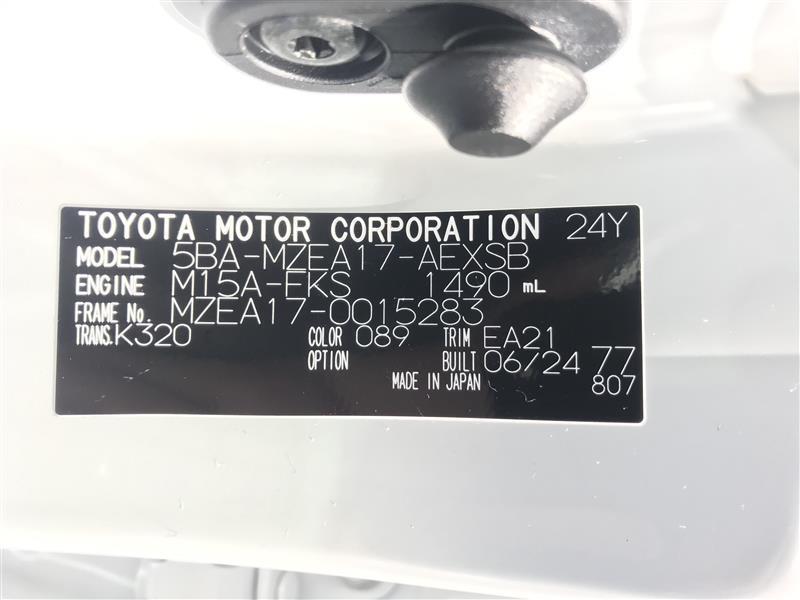 TOYOTA MOTOR CORPORATION 24Y
MODEL 5BA-MZEA17-AEXSB
ENGINE M15A-FKS 1490 mL
FRAME No. MZEA17-0015283
TRANS. K320 COLOR 089 TRIM EA21
OPTION BUILT 06/24 77
MADE IN JAPAN 807